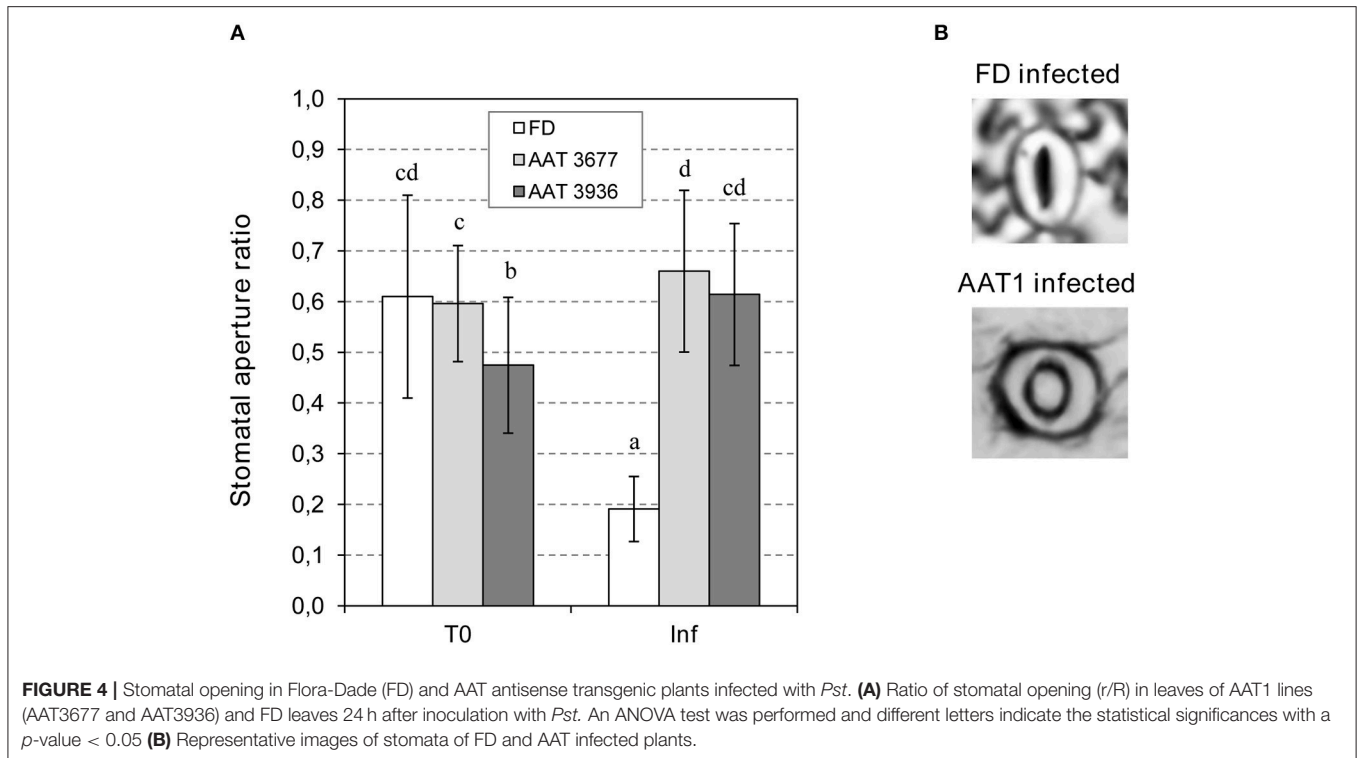 A
B
FD infected
AAT1 infected
Stomatal aperture ratio
1,0
0,9
0,8
0,7
0,6
0,5
0,4
0,3
0,2
0,1
0,0
FD
AAT 3677
AAT 3936
cd
c
b
a
d
cd
T0
Inf
FIGURE 4 | Stomatal opening in Flora-Dade (FD) and AAT antisense transgenic plants infected with Pst. (A) Ratio of stomatal opening (r/R) in leaves of AAT1 lines
(AAT3677 and AAT3936) and FD leaves 24 h after inoculation with Pst. An ANOVA test was performed and different letters indicate the statistical significances with a
p-value < 0.05 (B) Representative images of stomata of FD and AAT infected plants.